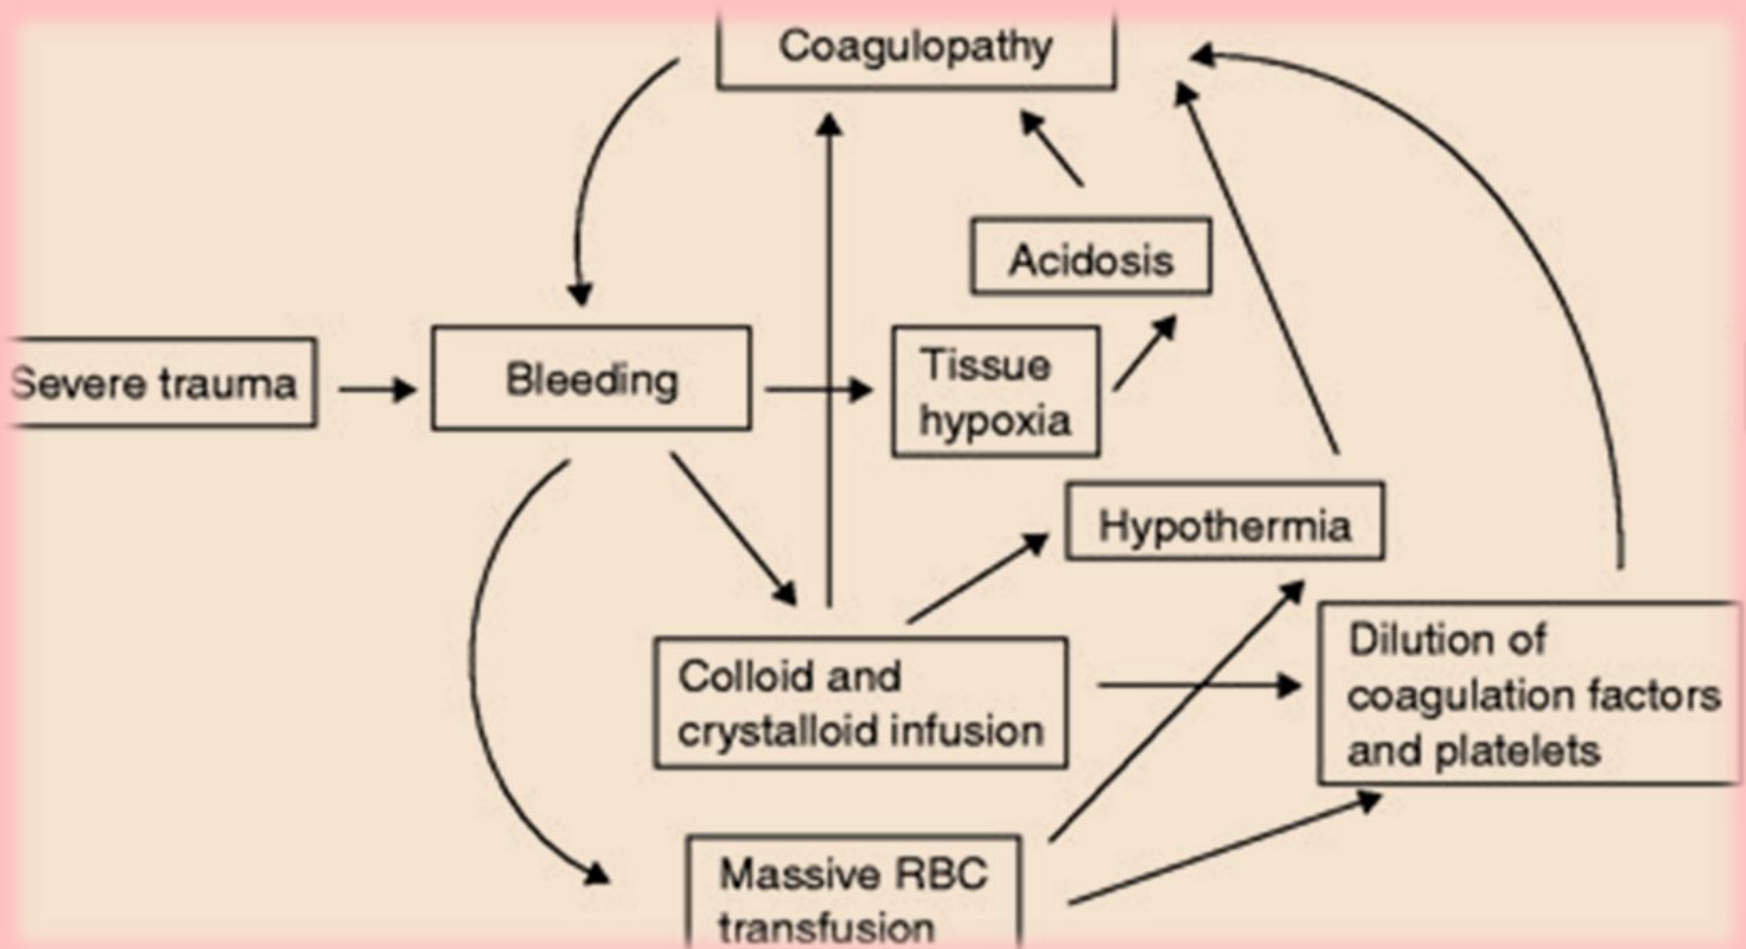 Coagulopathy
Acidosis
Severe trauma
Bleeding
Tissue
hypoxia
Hypothermia
Colloid and
crystalloid infusion
Dilution of
coagulation factors
and platelets
Massive RBC
transfusion